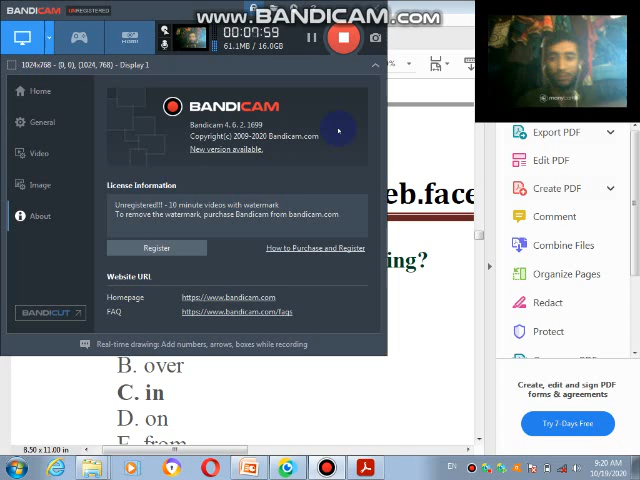 www.BANDICAM.com
BANDICAM UNREGISTERED
HDMI
00:07:59
61.1MB / 16.0GB
1024x768 - (0, 0), (1024, 768) - Display 1
Home
General
Video
Image
About
BANDICAM
Bandicam 4. 6. 2. 1699
Copyright(c) 2009-2020 Bandicam.com
New version available.
License Information
Unregistered!!! - 10 minute videos with watermark
To remove the watermark, purchase Bandicam from bandicam.com
Register
How to Purchase and Register
Website URL
Homepage https://www.bandicam.com
FAQ https://www.bandicam.com/faqs
BANDICUT
Real-time drawing: Add numbers, arrows, boxes while recording
manycam
eb.face
ing?
B. over
C. in
D. on
E. from
8.50 x 11.00 in
Export PDF
Edit PDF
Create PDF
Comment
Combine Files
Organize Pages
Redact
Protect
Create, edit and sign PDF
forms & agreements
Try 7-Days Free
EN
9:20 AM
10/19/2020